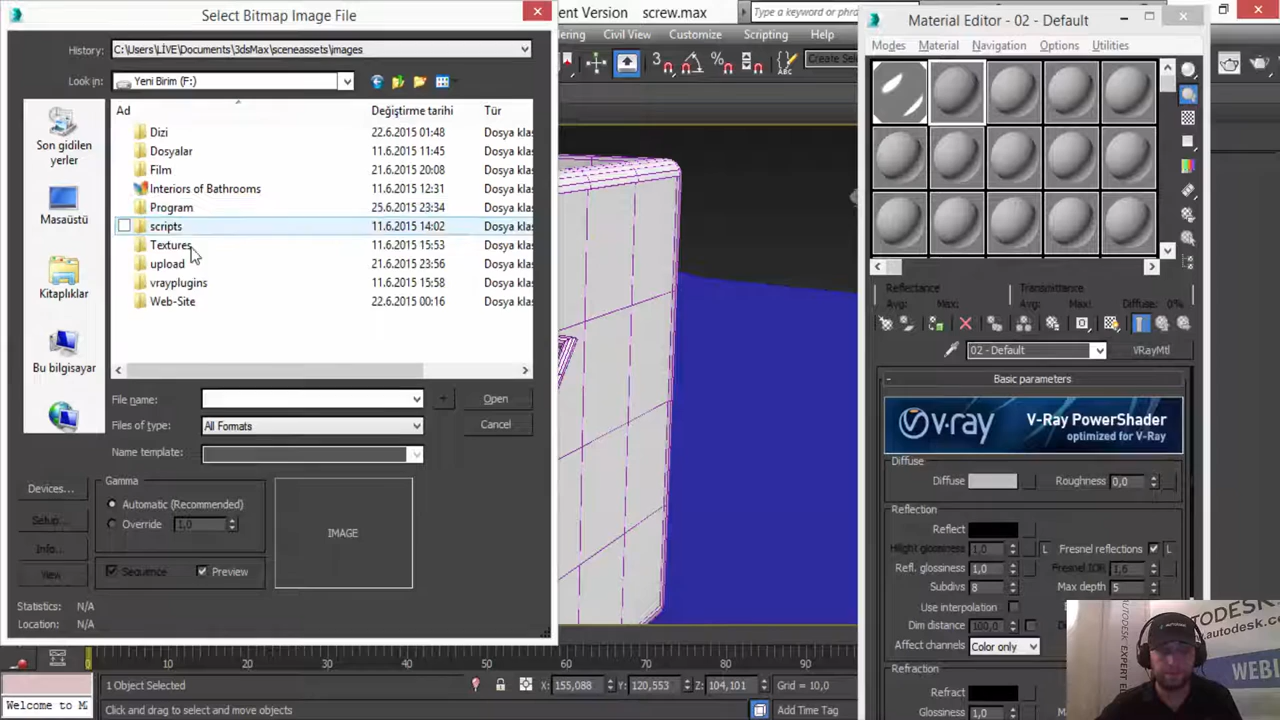 Select Bitmap Image File
ent Version screw.max
Type a keyword or phrase
Material Editor - 02 - Default
dering Civil View Customize Scripting Help
History: C:\Users\LİVE\Documents\3dsMax\sceneassets\images
Look in: Yeni Birim (F:)
Modes Material Navigation Options Utilities
Create Se
Ad Değiştirme tarihi Tür
Dizi 22.6.2015 01:48 Dosya klas
Dosyalar 11.6.2015 11:45 Dosya klas
Film 21.6.2015 20:08 Dosya klas
Interiors of Bathrooms 11.6.2015 12:31 Dosya klas
Program 25.6.2015 23:34 Dosya klas
scripts 11.6.2015 14:02 Dosya klas
Textures 11.6.2015 15:53 Dosya klas
upload 21.6.2015 23:56 Dosya klas
vrayplugins 11.6.2015 15:58 Dosya klas
Web-Site 22.6.2015 00:16 Dosya klas
Son gidilen
yerler
Masaüstü
Kitaplıklar
Bu bilgisayar
File name: + Open
Files of type: All Formats Cancel
Name template:
Devices...
Setup...
Info...
View
Gamma
Automatic (Recommended)
Override 1,0
Sequence Preview
IMAGE
Statistics: N/A
Location: N/A
Reflectance
Avg: Max:
Transmittance
Avg: Max: Diffuse: 0%
02 - Default VRayMtl
- Basic parameters
v-ray V-Ray PowerShader
optimized for V-Ray
Diffuse
Diffuse Roughness 0,0
Reflection
Reflect
Hilight glossiness 1,0 L Fresnel reflections L
Refl. glossiness 1,0 Fresnel IOR 1,6
Subdivs 8 Max depth 5
Use interpolation
Dim distance 100,0
Affect channels Color only
Refraction
Refract
Glossiness 1,0
0 10 20 30 40 50 60 70 80 90
1 Object Selected X: 155,088 Y: 120,553 Z: 104,101 Grid = 10,0
Welcome to M Click and drag to select and move objects Add Time Tag
AUTODESK
www.autodesk.
WEBI